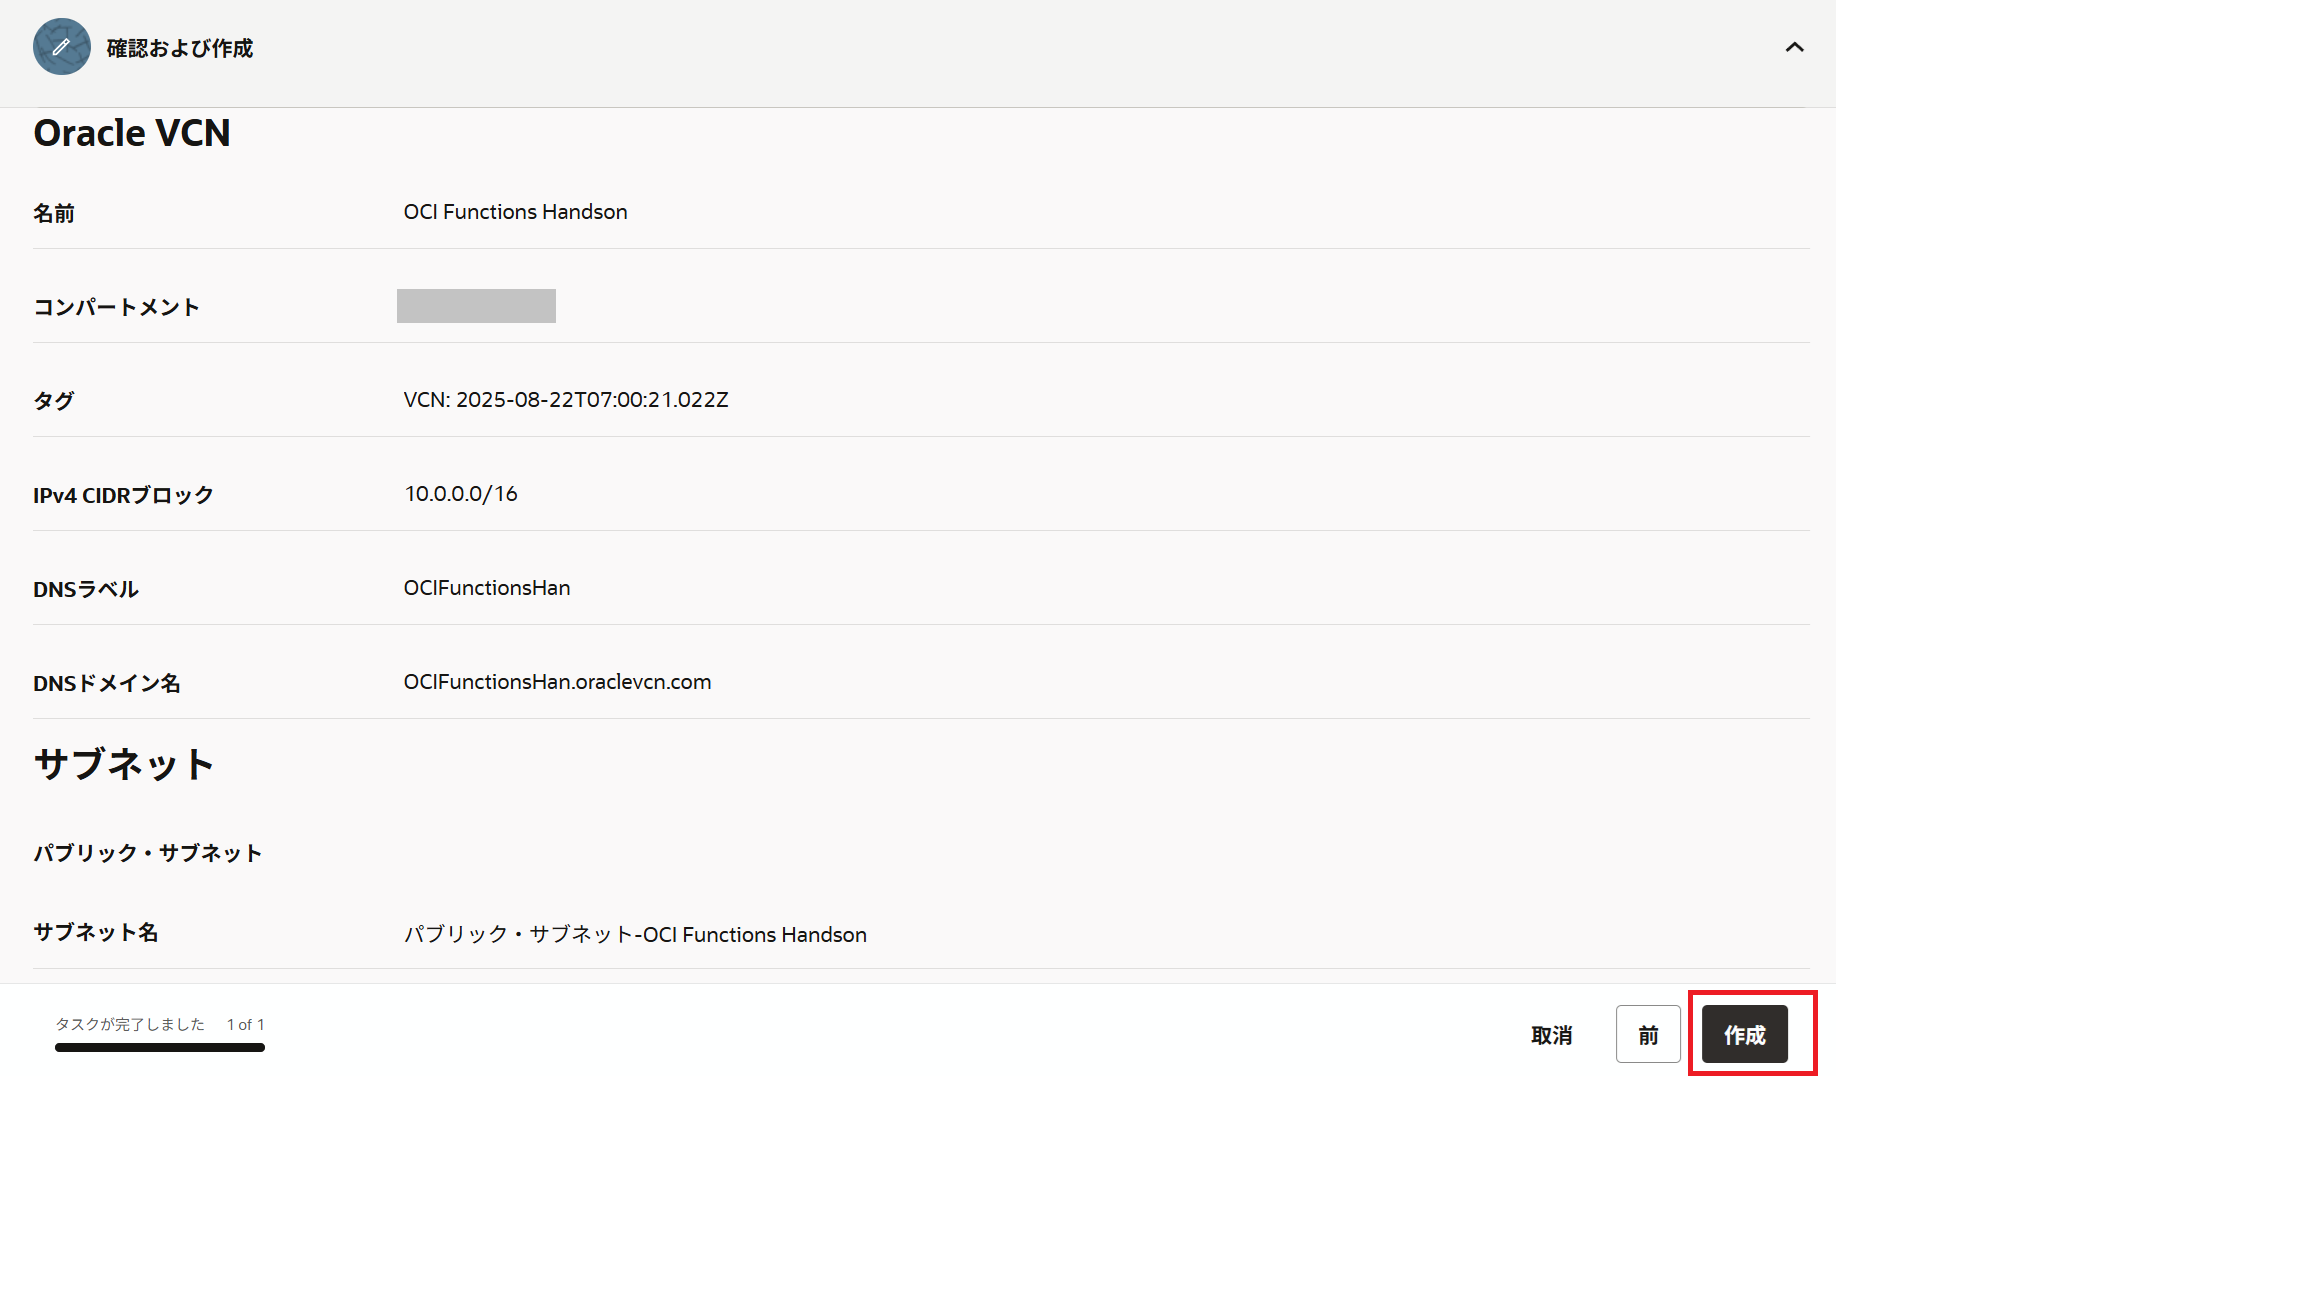 確認および作成
Oracle VCN
名前 OCI Functions Handson
コンパートメント
タグ VCN: 2025-08-22T07:00:21.022Z
IPv4 CIDRブロック 10.0.0.0/16
DNSラベル OCIFunctionsHan
DNSドメイン名 OCIFunctionsHan.oraclevcn.com
サブネット
パブリック・サブネット
サブネット名 パブリック・サブネット-OCI Functions Handson
タスクが完了しました 1 of 1
取消 前 作成